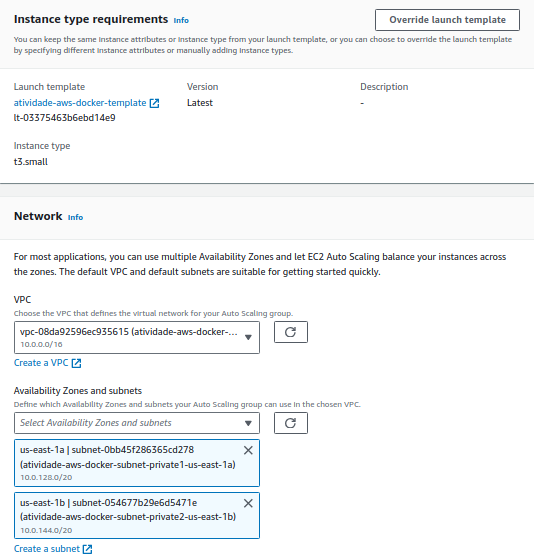 Instance type requirements Info
Override launch template
You can keep the same instance attributes or instance type from your launch template, or you can choose to override the launch template
by specifying different instance attributes or manually adding instance types.
Launch template
atividade-aws-docker-template
lt-03375463b6ebd14e9
Version
Latest
Description
-
Instance type
t3.small
Network Info
For most applications, you can use multiple Availability Zones and let EC2 Auto Scaling balance your instances across
the zones. The default VPC and default subnets are suitable for getting started quickly.
VPC
Choose the VPC that defines the virtual network for your Auto Scaling group.
vpc-08da92596ec935615 (atividade-aws-docker-...
10.0.0.0/16
Create a VPC
Availability Zones and subnets
Define which Availability Zones and subnets your Auto Scaling group can use in the chosen VPC.
Select Availability Zones and subnets
us-east-1a | subnet-0bb45f286365cd278
(atividade-aws-docker-subnet-private1-us-east-1a)
10.0.128.0/20
us-east-1b | subnet-054677b29e6d5471e
(atividade-aws-docker-subnet-private2-us-east-1b)
10.0.144.0/20
Create a subnet